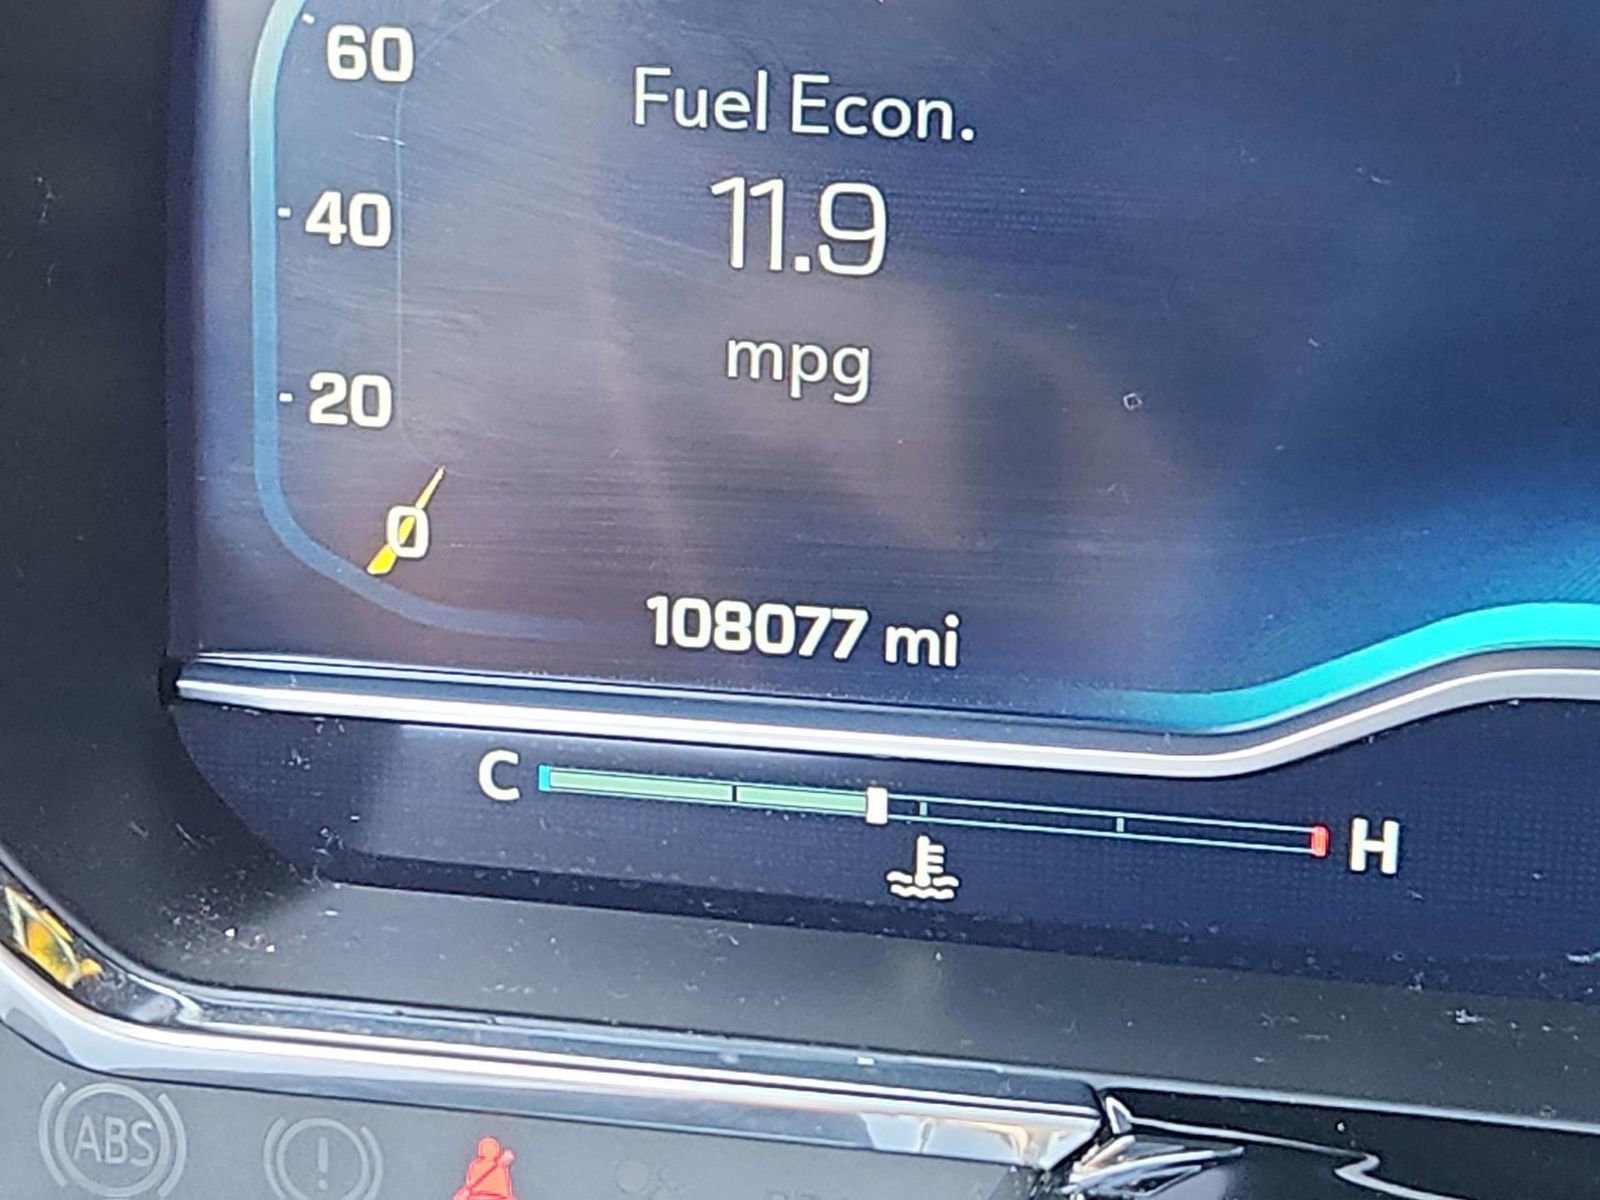 60
Fuel Econ.
40
11.9
mpg
20
0
108077 mi
C
H
ABS